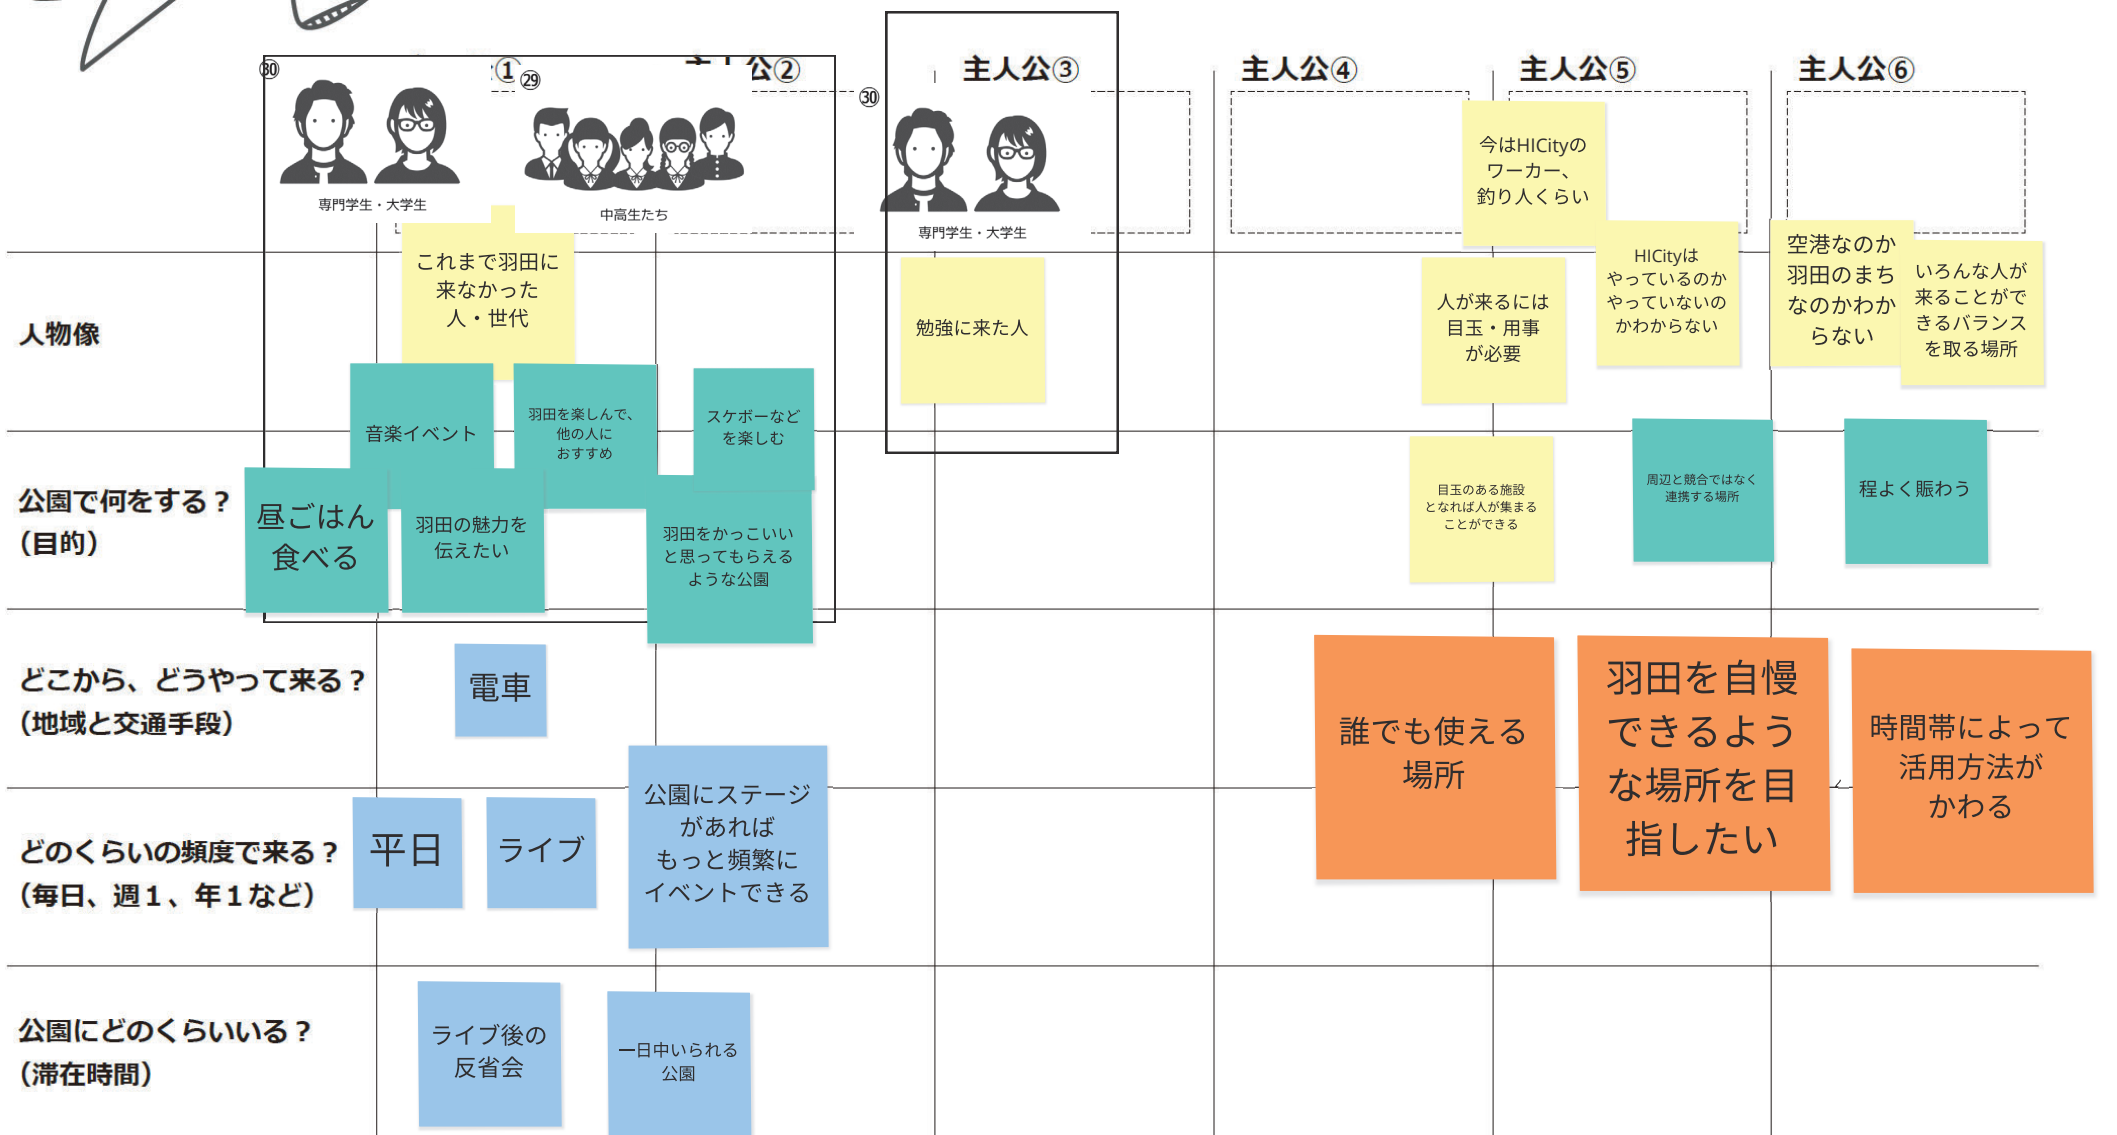 ㉚
①
㉙
公②
㉚
主人公③
主人公④
主人公⑤
主人公⑥
専門学生・大学生
中高生たち
専門学生・大学生
人物像
これまで羽田に
来なかった
人・世代
勉強に来た人
今はHICityの
ワーカー、
釣り人くらい
人が来るには
目玉・用事
が必要
HICityは
やっているのか
やっていないの
かわからない
空港なのか
羽田のまち
なのかわか
らない
いろんな人が
来ることがで
きるバランス
を取る場所
公園で何をする？
（目的）
音楽イベント
羽田を楽しんで、
他の人に
おすすめ
スケボーなど
を楽しむ
昼ごはん
食べる
羽田の魅力を
伝えたい
羽田をかっこいい
と思ってもらえる
ような公園
目玉のある施設
となれば人が集まる
ことができる
周辺と競合ではなく
連携する場所
程よく賑わう
どこから、どうやって来る？
（地域と交通手段）
電車
誰でも使える
場所
羽田を自慢
できるよう
な場所を目
指したい
時間帯によって
活用方法が
かわる
どのくらいの頻度で来る？
（毎日、週１、年１など）
平日
ライブ
公園にステージ
があれば
もっと頻繁に
イベントできる
公園にどのくらいいる？
（滞在時間）
ライブ後の
反省会
一日中いられる
公園